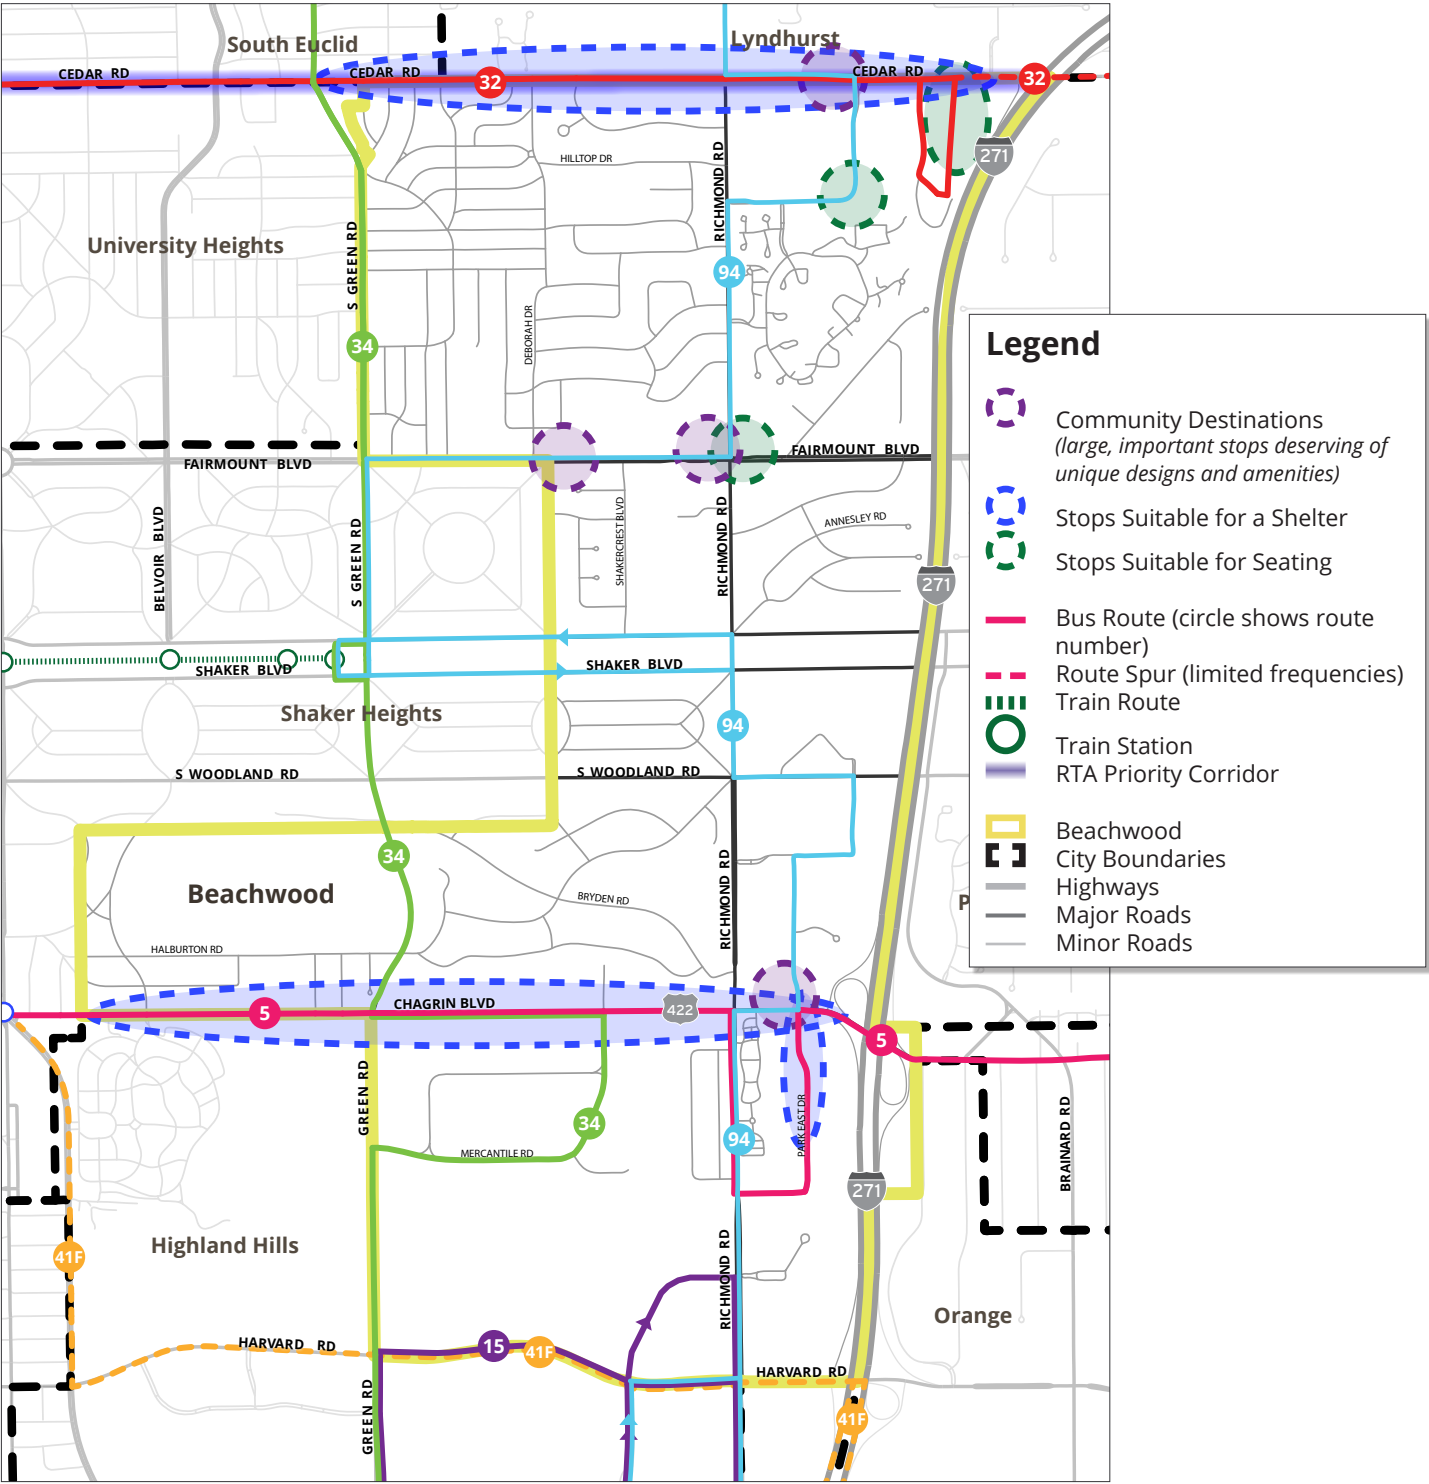 South Euclid
Lyndhurst
CEDAR RD
CEDAR RD
CEDAR RD
32
32
271
HILLTOP DR
RICHMOND RD
S GREEN RD
University Heights
94
DEBORAH DR
34
FAIRMOUNT BLVD
FAIRMOUNT BLVD
BELVOIR BLVD
S GREEN RD
SHAKERCREST BLVD
RICHMOND RD
ANNESLEY RD
271
SHAKER BLVD
SHAKER BLVD
Shaker Heights
94
S WOODLAND RD
S WOODLAND RD
34
Beachwood
BRYDEN RD
RICHMOND RD
P
HALBURTON RD
CHAGRIN BLVD
5
422
5
GREEN RD
34
94
PARK EAST DR
MERCANTILE RD
BRAINARD RD
271
Highland Hills
41F
RICHMOND RD
Orange
HARVARD RD
15
41F
HARVARD RD
GREEN RD
41F
Legend
Community Destinations
(large, important stops deserving of
unique designs and amenities)
Stops Suitable for a Shelter
Stops Suitable for Seating
Bus Route (circle shows route
number)
Route Spur (limited frequencies)
Train Route
Train Station
RTA Priority Corridor
Beachwood
City Boundaries
Highways
Major Roads
Minor Roads